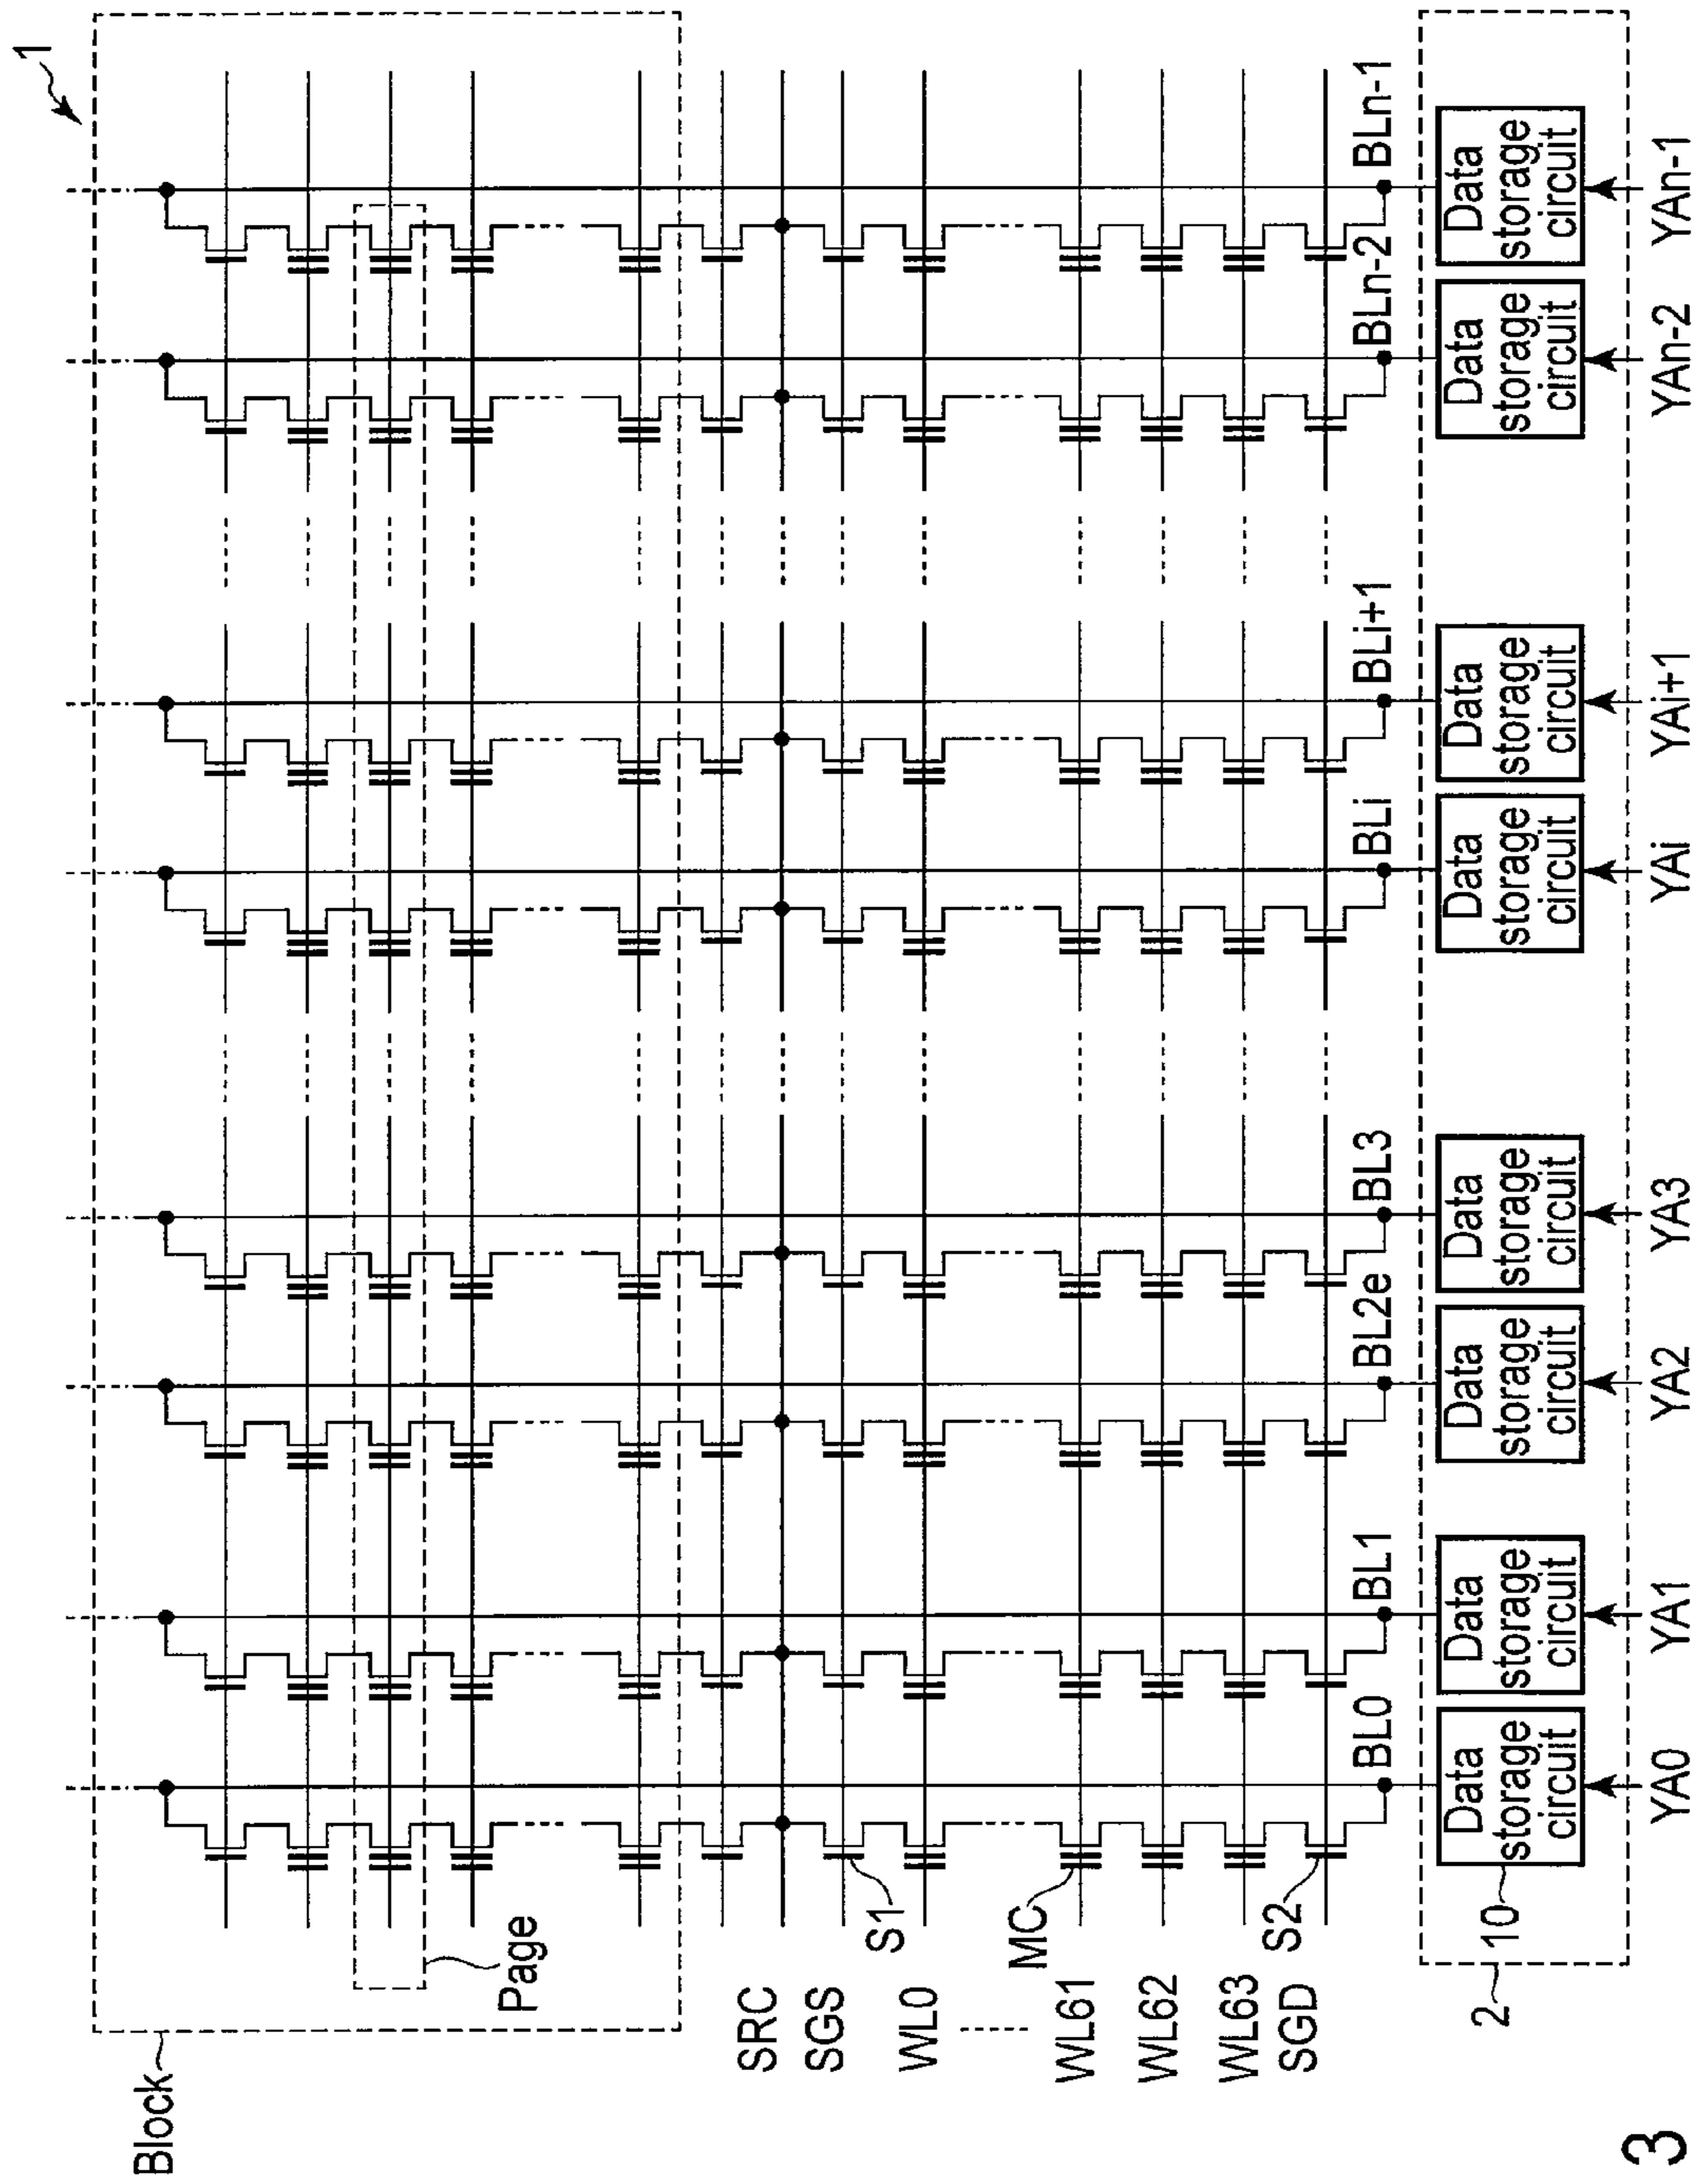 1
Block
Page
SRC
SGS
S1
WL0
MC
WL61
WL62
WL63
S2
SGD
BL0
BL1
BL2e
BL3
BLi
BLi+1
BLn-2
BLn-1
2
10
Data
storage
circuit
Data
storage
circuit
Data
storage
circuit
Data
storage
circuit
Data
storage
circuit
Data
storage
circuit
Data
storage
circuit
Data
storage
circuit
YA0
YA1
YA2
YA3
YAi
YAi+1
YAn-2
YAn-1
3